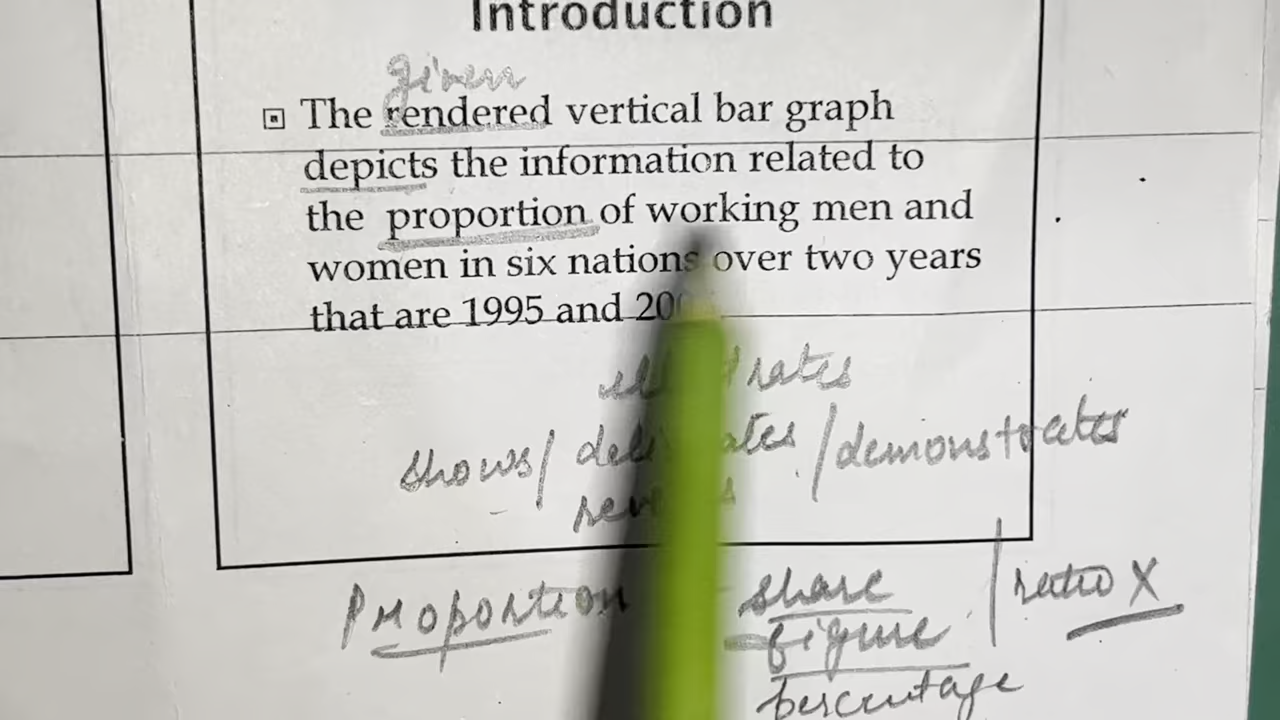 Introduction
given
The rendered vertical bar graph
depicts the information related to
the proportion of working men and
women in six nations over two years
that are 1995 and
shows/ /demonstrates
Proportion share / ratio X
figure
percentage